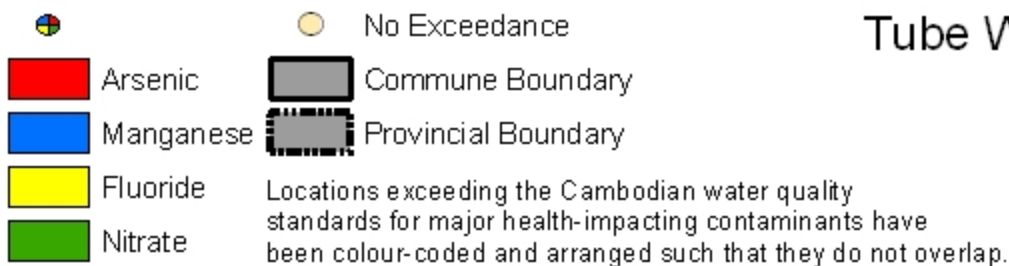 No Exceedance
Tube
Arsenic
Commune Boundary
Manganese
Provincial Boundary
Fluoride
Nitrate
Locations exceeding the Cambodian water quality
standards for major health-impacting contaminants have
been colour-coded and arranged such that they do not overlap.